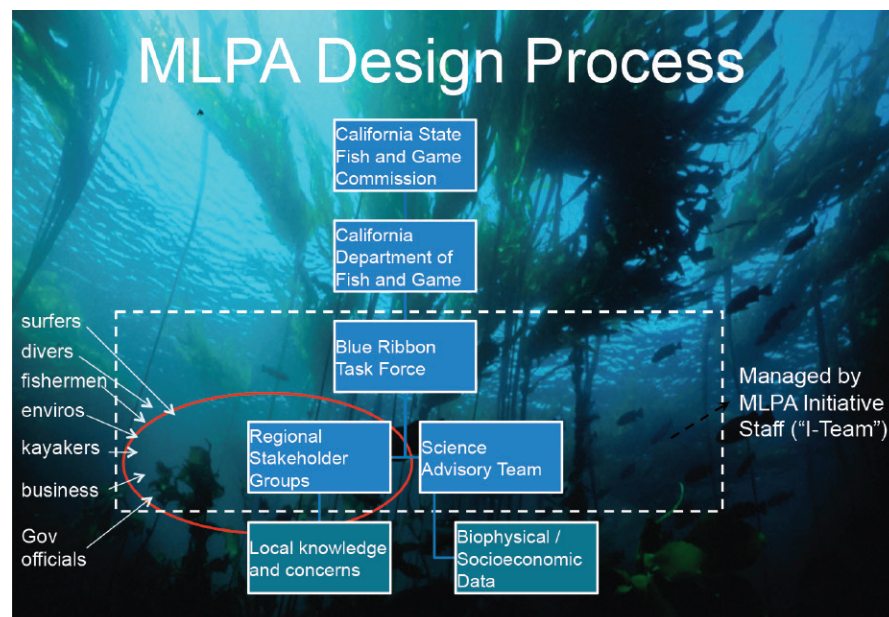 MLPA Design Process
California State
Fish and Game
Commission
California
Department of
Fish and Game
Blue Ribbon
Task Force
surfers
divers
fishermen
enviros
kayakers
business
Gov
officials
Regional
Stakeholder
Groups
Science
Advisory Team
Managed by
MLPA Initiative
Staff ("I-Team")
Local knowledge
and concerns
Biophysical /
Socioeconomic
Data